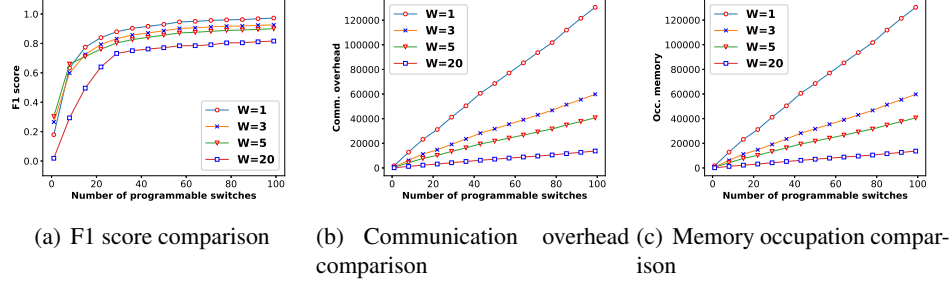 1.0
0.8
0.6
0.4
0.2
0.0
F1 score
W=1
W=3
W=5
W=20
0 20 40 60 80 100
Number of programmable switches
(a) F1 score comparison
120000
100000
80000
60000
40000
20000
0
Comm. overhead
W=1
W=3
W=5
W=20
0 20 40 60 80 100
Number of programmable switches
(b) Communication overhead
comparison
120000
100000
80000
60000
40000
20000
0
Occ. memory
W=1
W=3
W=5
W=20
0 20 40 60 80 100
Number of programmable switches
(c) Memory occupation compar-
ison